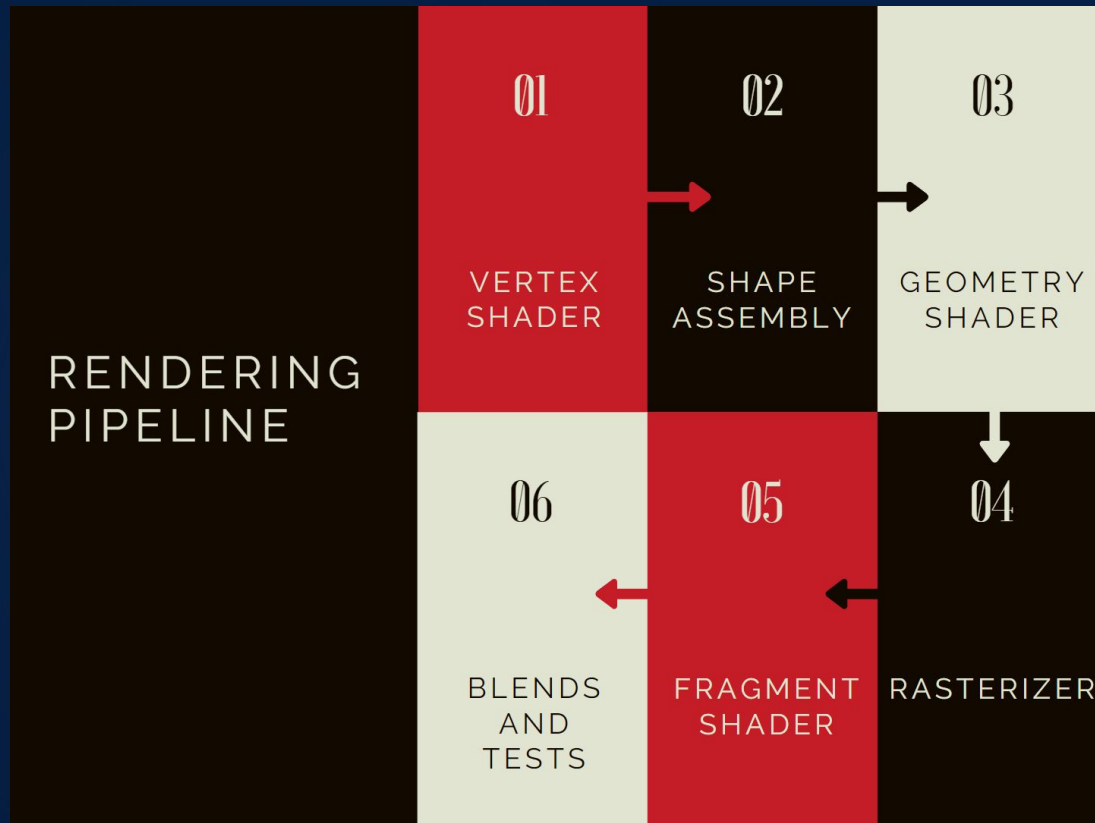 RENDERING
PIPELINE
01
VERTEX
SHADER
02
SHAPE
ASSEMBLY
03
GEOMETRY
SHADER
04
RASTERIZER
05
FRAGMENT
SHADER
06
BLENDS
AND
TESTS